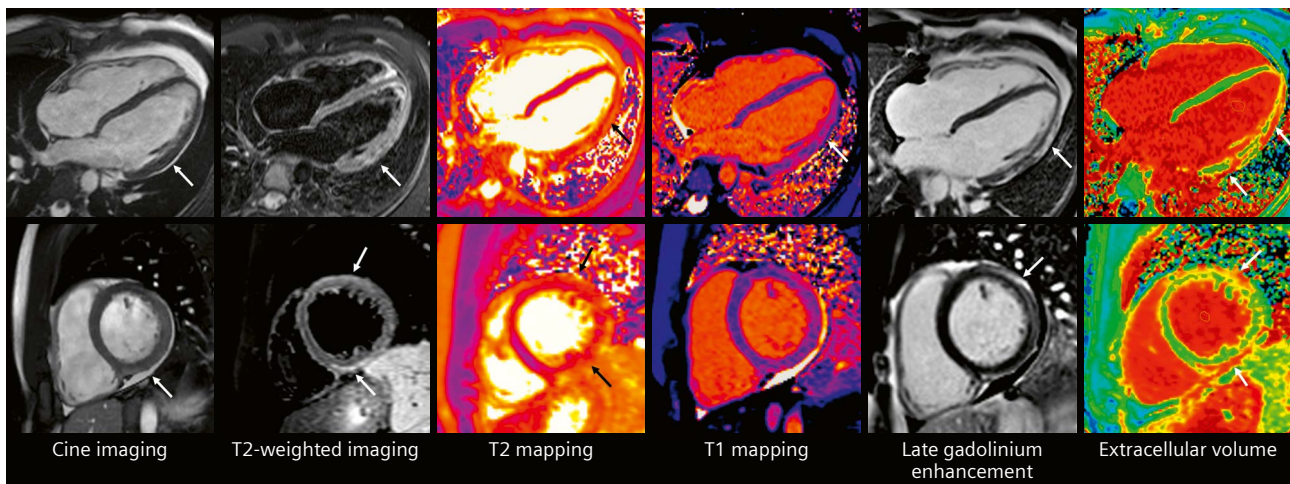 Cine imaging
T2-weighted imaging
T2 mapping
T1 mapping
Late gadolinium
enhancement
Extracellular volume